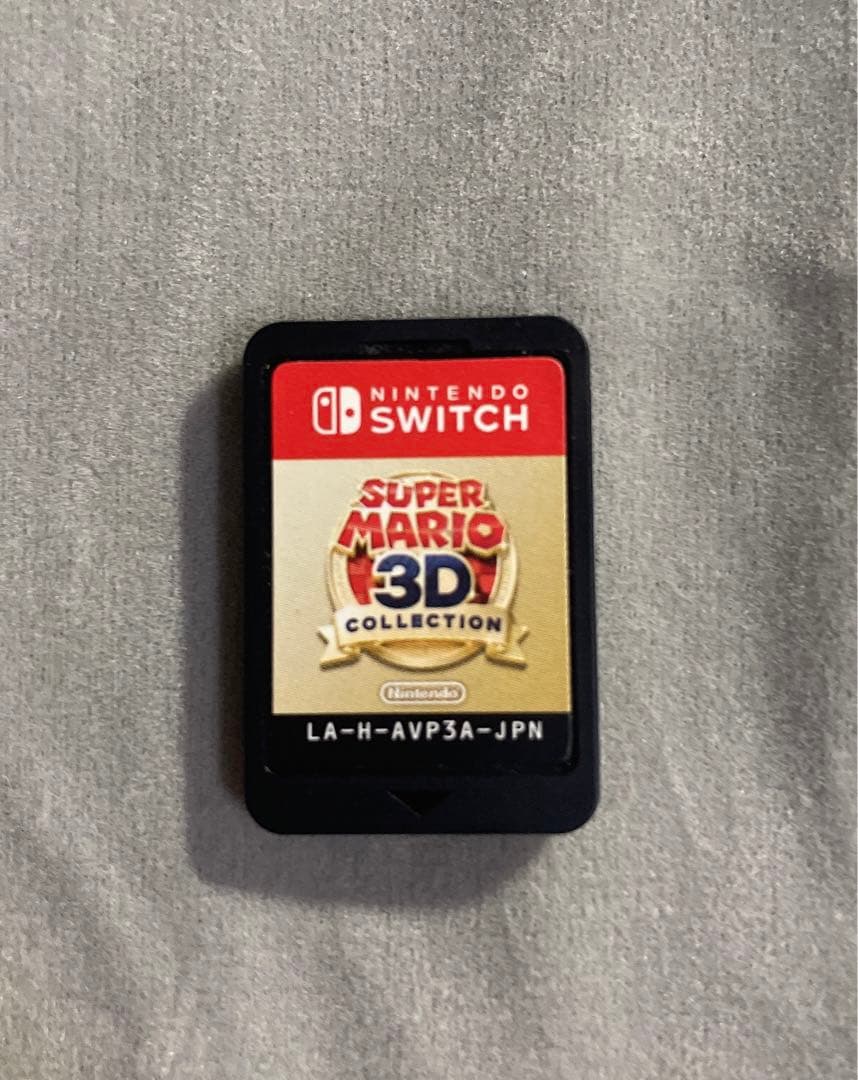 NINTENDO
SWITCH
SUPER
MARIO
3D
COLLECTION
Nintendo
LA-H-AVP3A-JPN